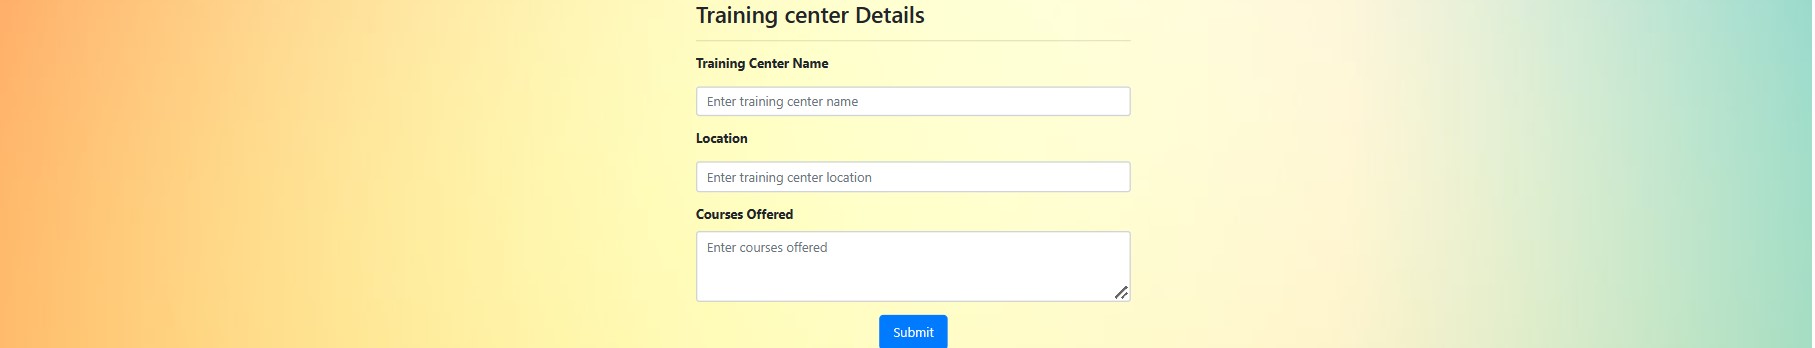 Training center Details
Training Center Name
Enter training center name
Location
Enter training center location
Courses Offered
Enter courses offered
Submit